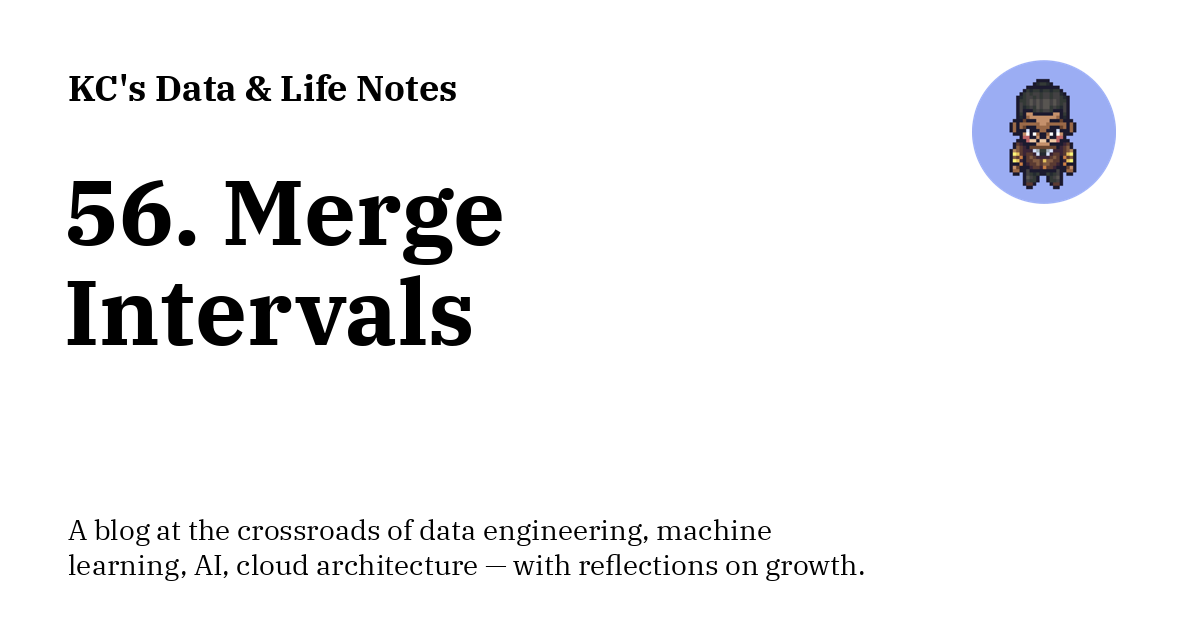 KC's Data & Life Notes
56. Merge
Intervals
A blog at the crossroads of data engineering, machine
learning, AI, cloud architecture — with reflections on growth.